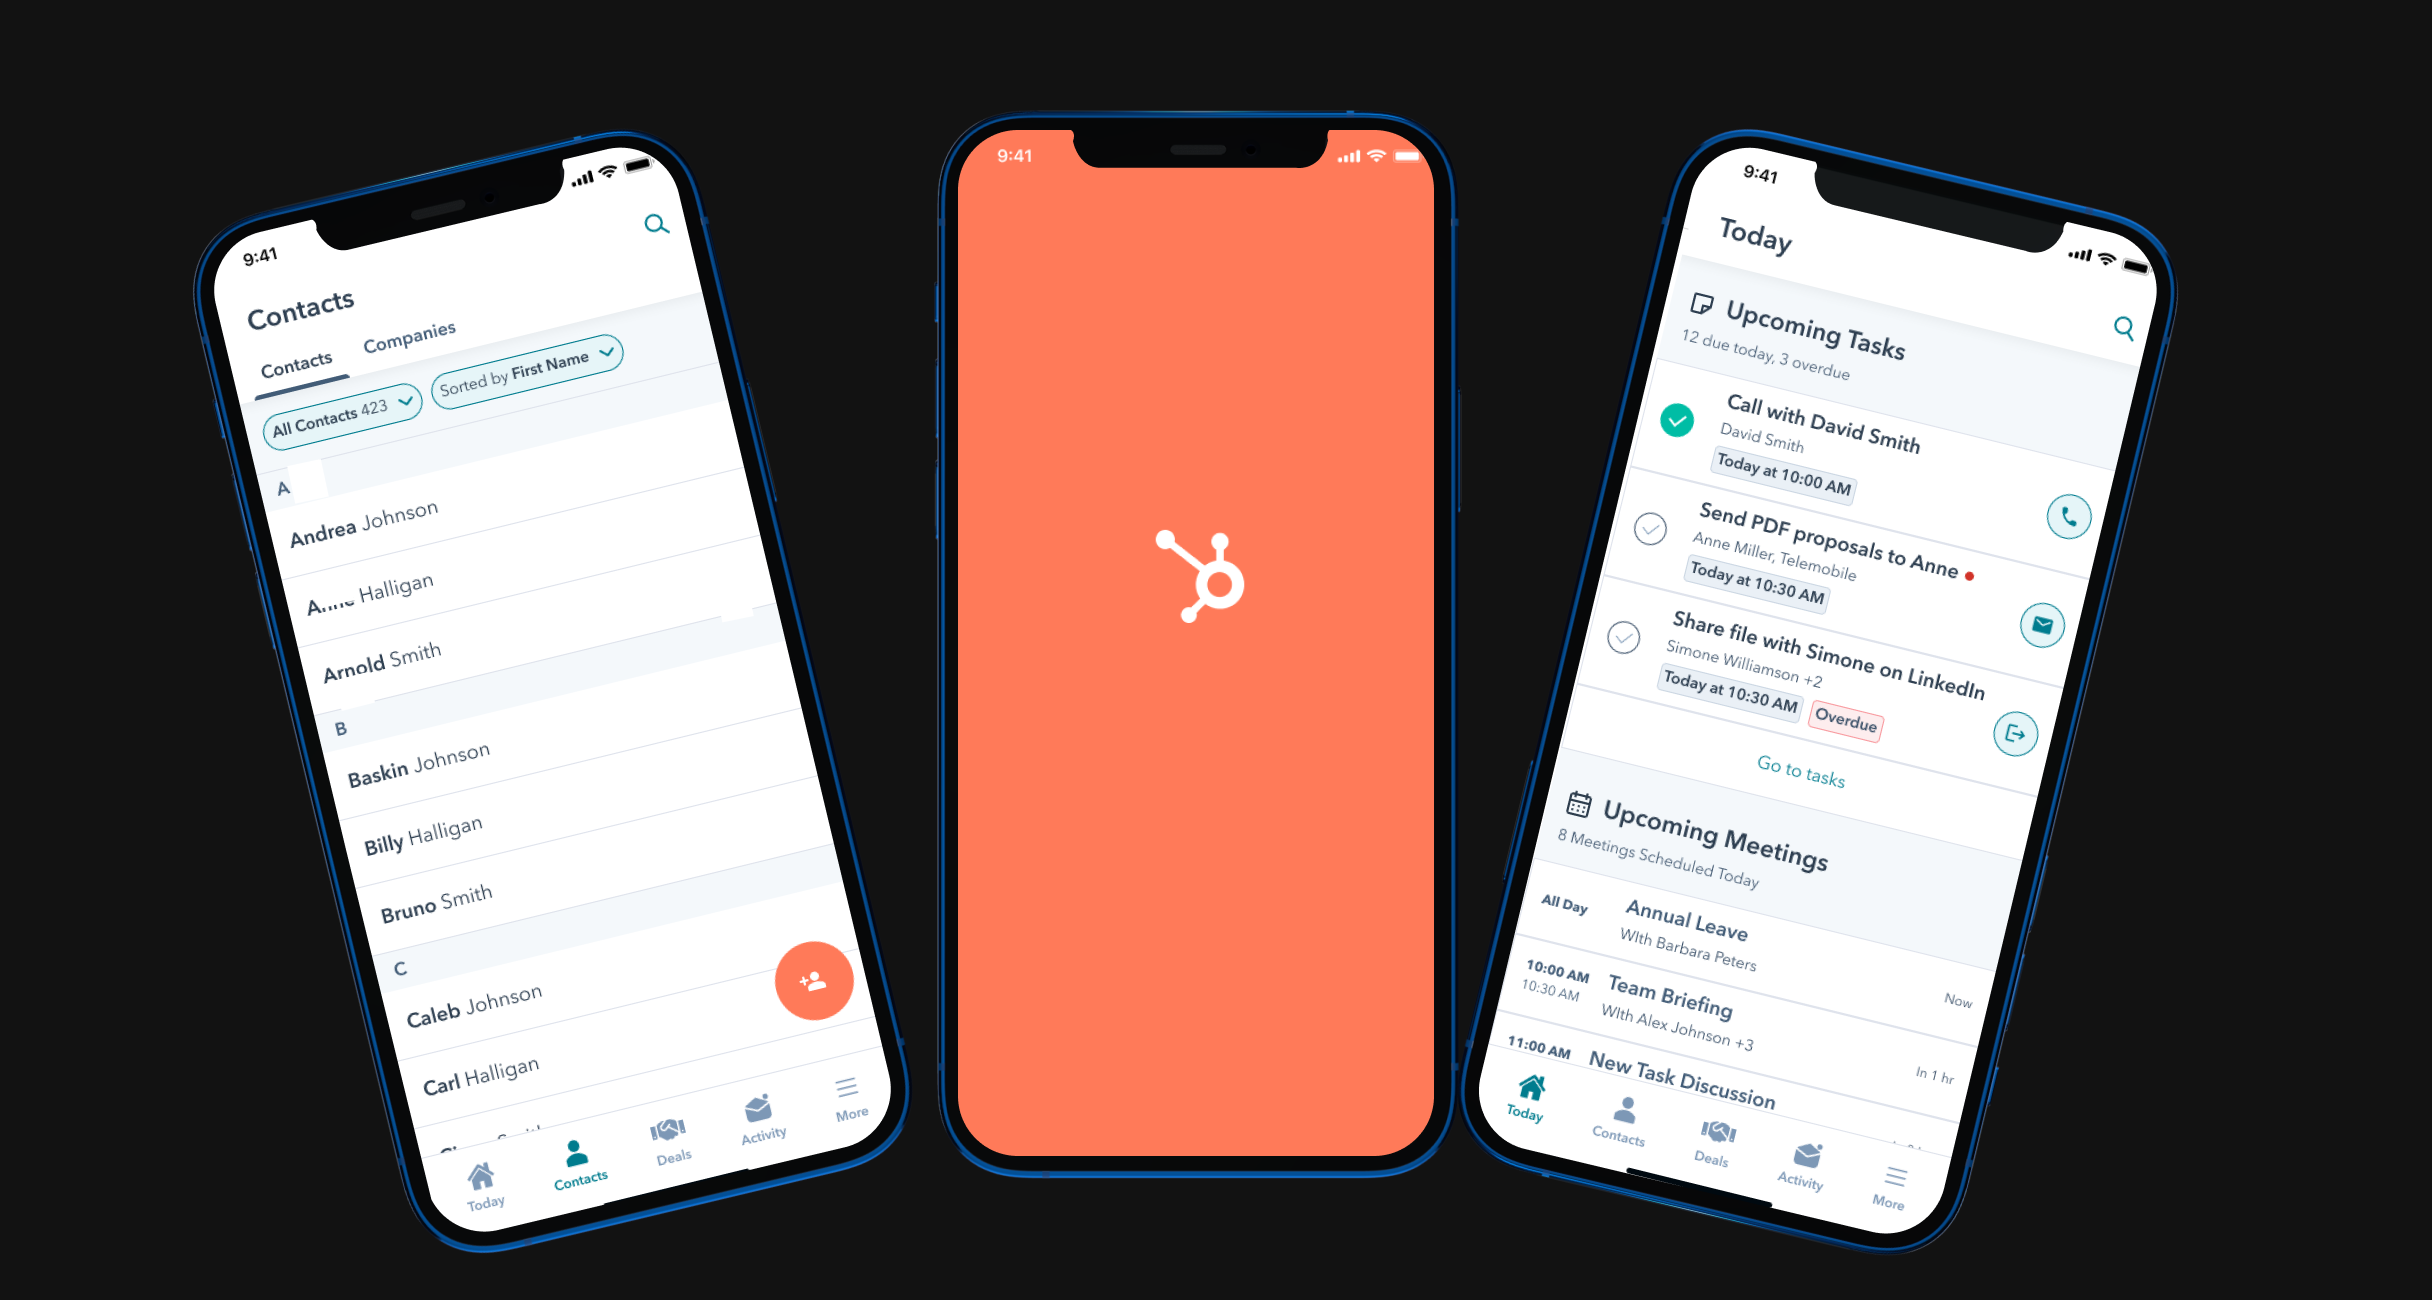 9:41
Contacts
Contacts
Companies
All Contacts 423
Sorted by First Name
A
Andrea Johnson
Anne Halligan
Arnold Smith
B
Baskin Johnson
Billy Halligan
Bruno Smith
C
Caleb Johnson
Carl Halligan
Smith
Today
Contacts
Deals
Activity
More
9:41
9:41
Today
Upcoming Tasks
12 due today, 3 overdue
Call with David Smith
David Smith
Today at 10:00 AM
Send PDF proposals to Anne
Anne Miller, Telemobile
Today at 10:30 AM
Share file with Simone on LinkedIn
Simone Williamson +2
Today at 10:30 AM
Overdue
Go to tasks
Upcoming Meetings
8 Meetings Scheduled Today
All Day
Annual Leave
WIth Barbara Peters
10:00 AM
10:30 AM
Team Briefing
WIth Alex Johnson +3
Now
11:00 AM
New Task Discussion
In 1 hr
Today
Contacts
Deals
Activity
More